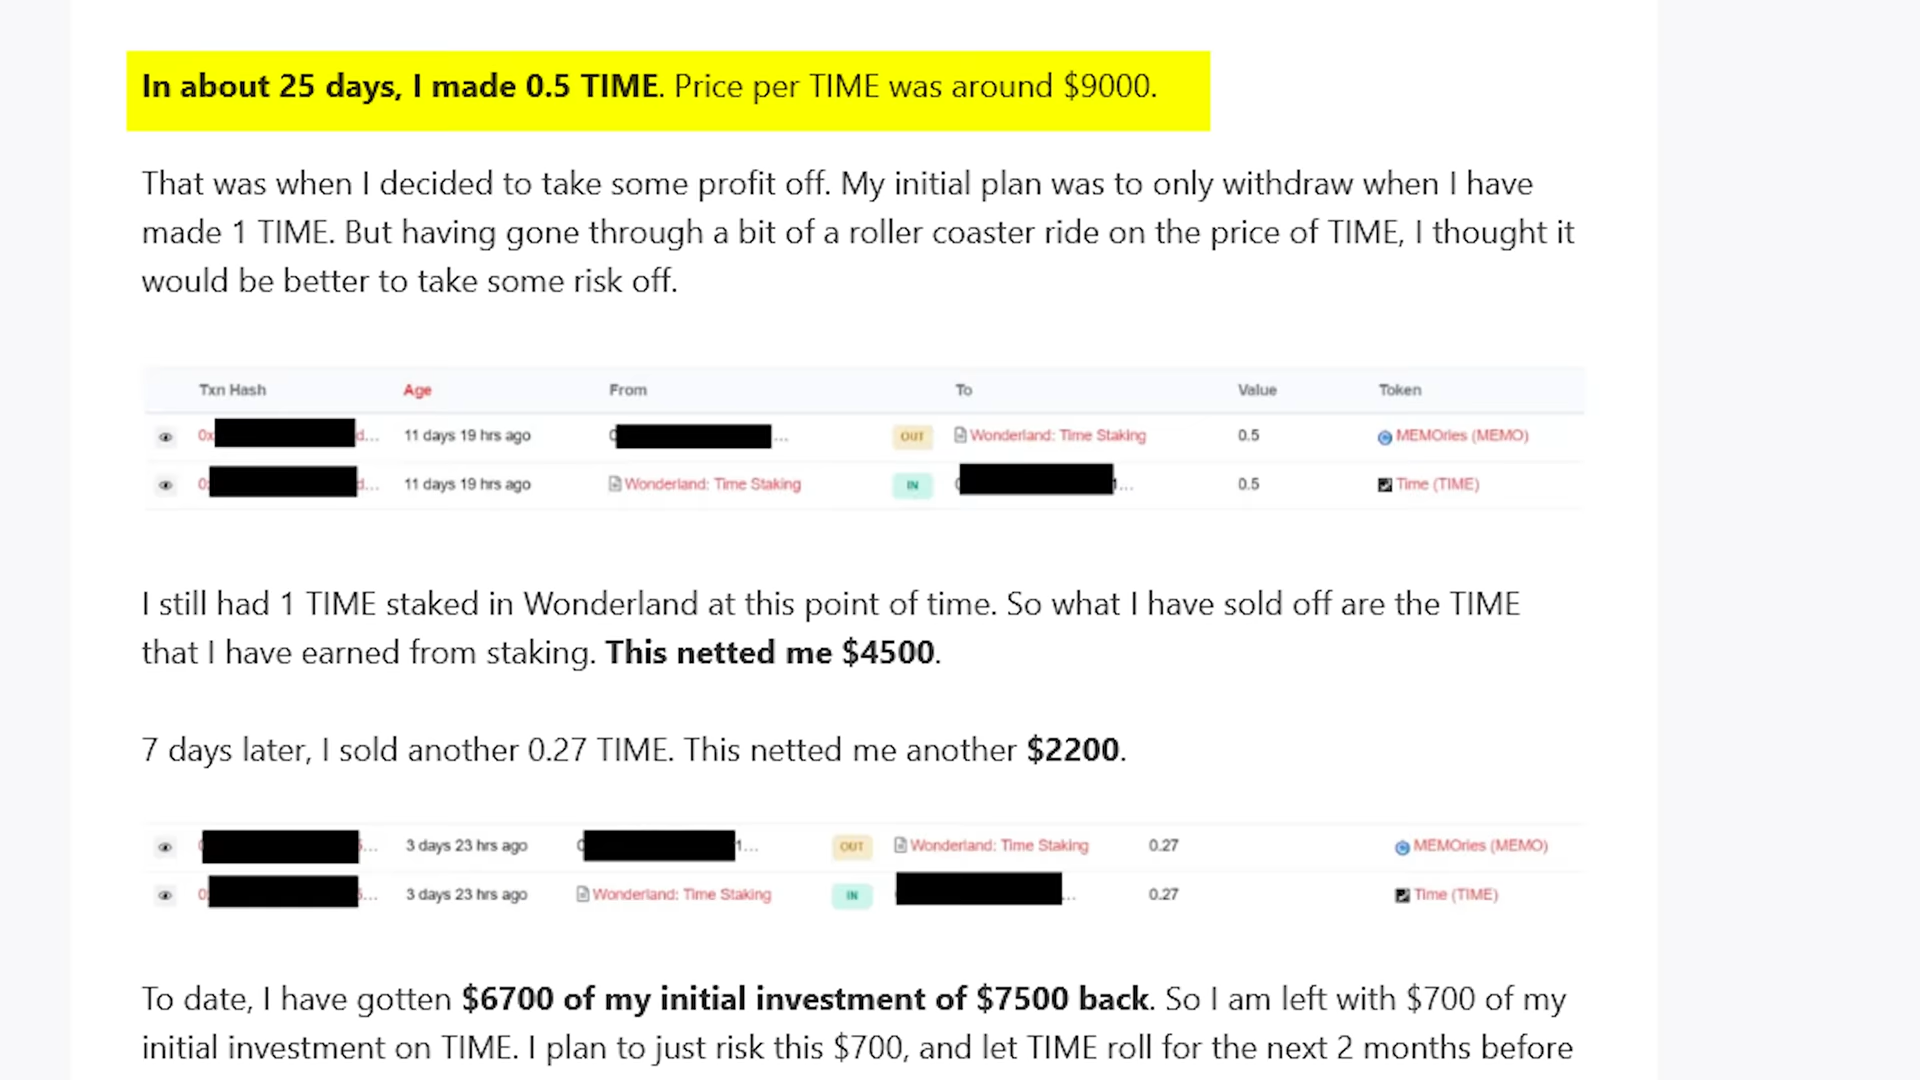 In about 25 days, I made 0.5 TIME. Price per TIME was around $9000.
That was when I decided to take some profit off. My initial plan was to only withdraw when I have
made 1 TIME. But having gone through a bit of a roller coaster ride on the price of TIME, I thought it
would be better to take some risk off.
Txn Hash Age From To Value Token
0x d... 11 days 19 hrs ago ... OUT Wonderland: Time Staking 0.5 MEMOries (MEMO)
d... 11 days 19 hrs ago Wonderland: Time Staking IN ... 0.5 Time (TIME)
I still had 1 TIME staked in Wonderland at this point of time. So what I have sold off are the TIME
that I have earned from staking. This netted me $4500.
7 days later, I sold another 0.27 TIME. This netted me another $2200.
... 3 days 23 hrs ago 1... OUT Wonderland: Time Staking 0.27 MEMOries (MEMO)
... 3 days 23 hrs ago Wonderland: Time Staking IN ... 0.27 Time (TIME)
To date, I have gotten $6700 of my initial investment of $7500 back. So I am left with $700 of my
initial investment on TIME. I plan to just risk this $700, and let TIME roll for the next 2 months before